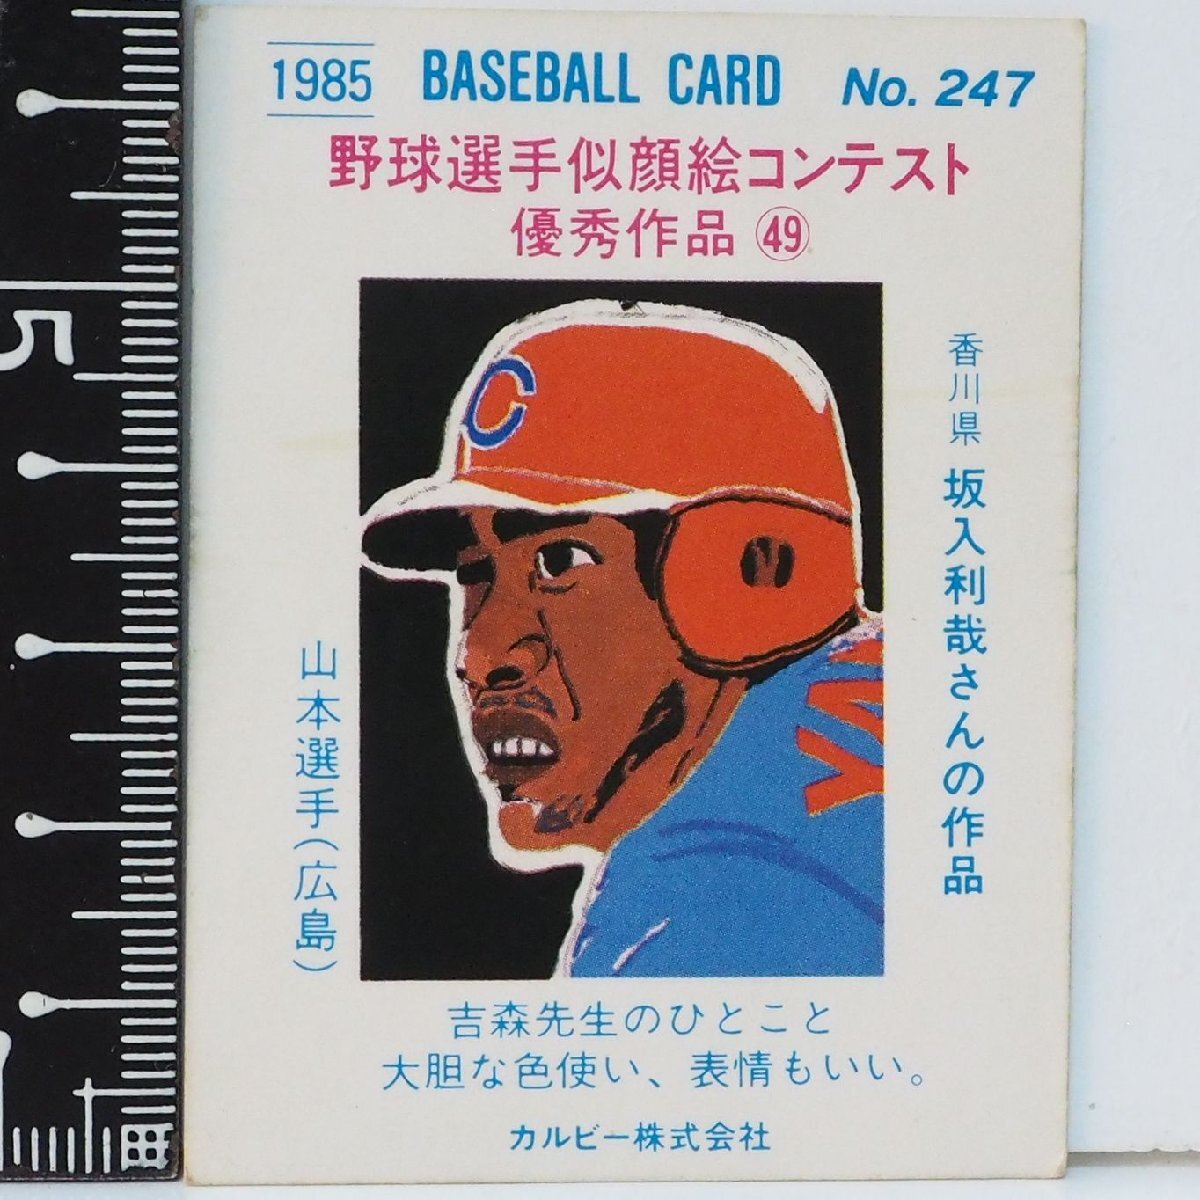 1985 BASEBALL CARD No. 247
野球選手似顔絵コンテスト
優秀作品 ㊾
C
YA
香川県 坂入利哉さんの作品
山本選手(広島)
吉森先生のひとこと
大胆な色使い、表情もいい。
カルビー株式会社
5